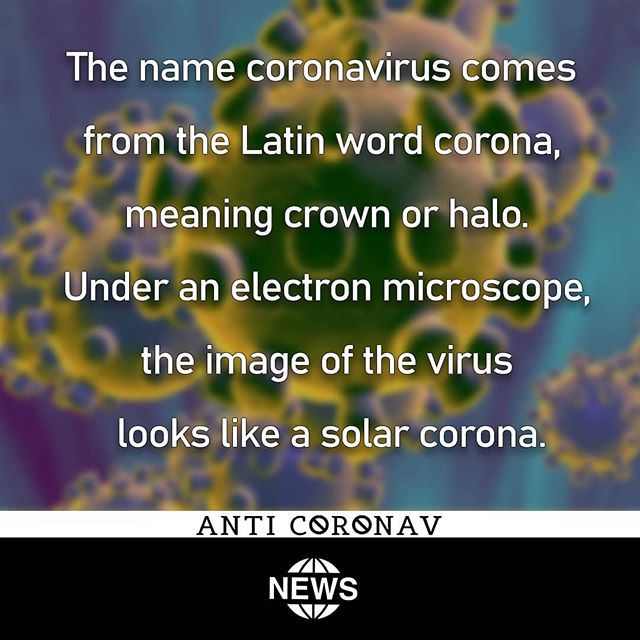 The name coronavirus comes
from the Latin word corona,
meaning crown or halo.
Under an electron microscope,
the image of the virus
looks like a solar corona.
ANTI CORONAV
NEWS